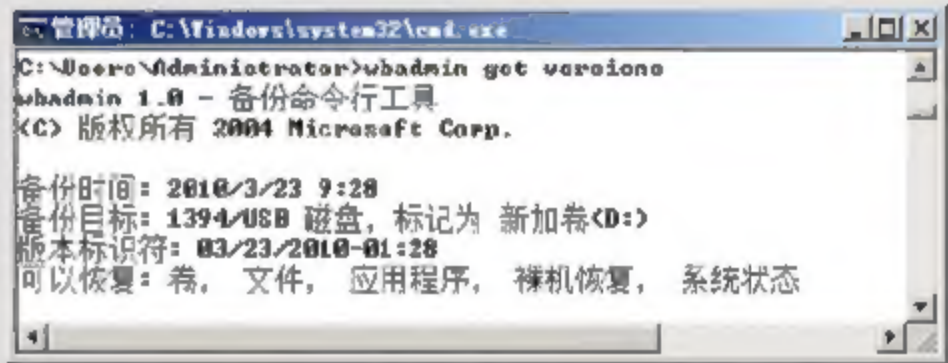 管理员: C:\Windows\system32\cmd.exe
C:\Users\Administrator>wbadmin get versions
wbadmin 1.0 - 备份命令行工具
(C) 版权所有 2004 Microsoft Corp.
备份时间: 2010/3/23 9:28
备份目标: 1394/USB 磁盘, 标记为 新加卷(D:)
版本标识符: 03/23/2010-01:28
可以恢复: 卷, 文件, 应用程序, 裸机恢复, 系统状态